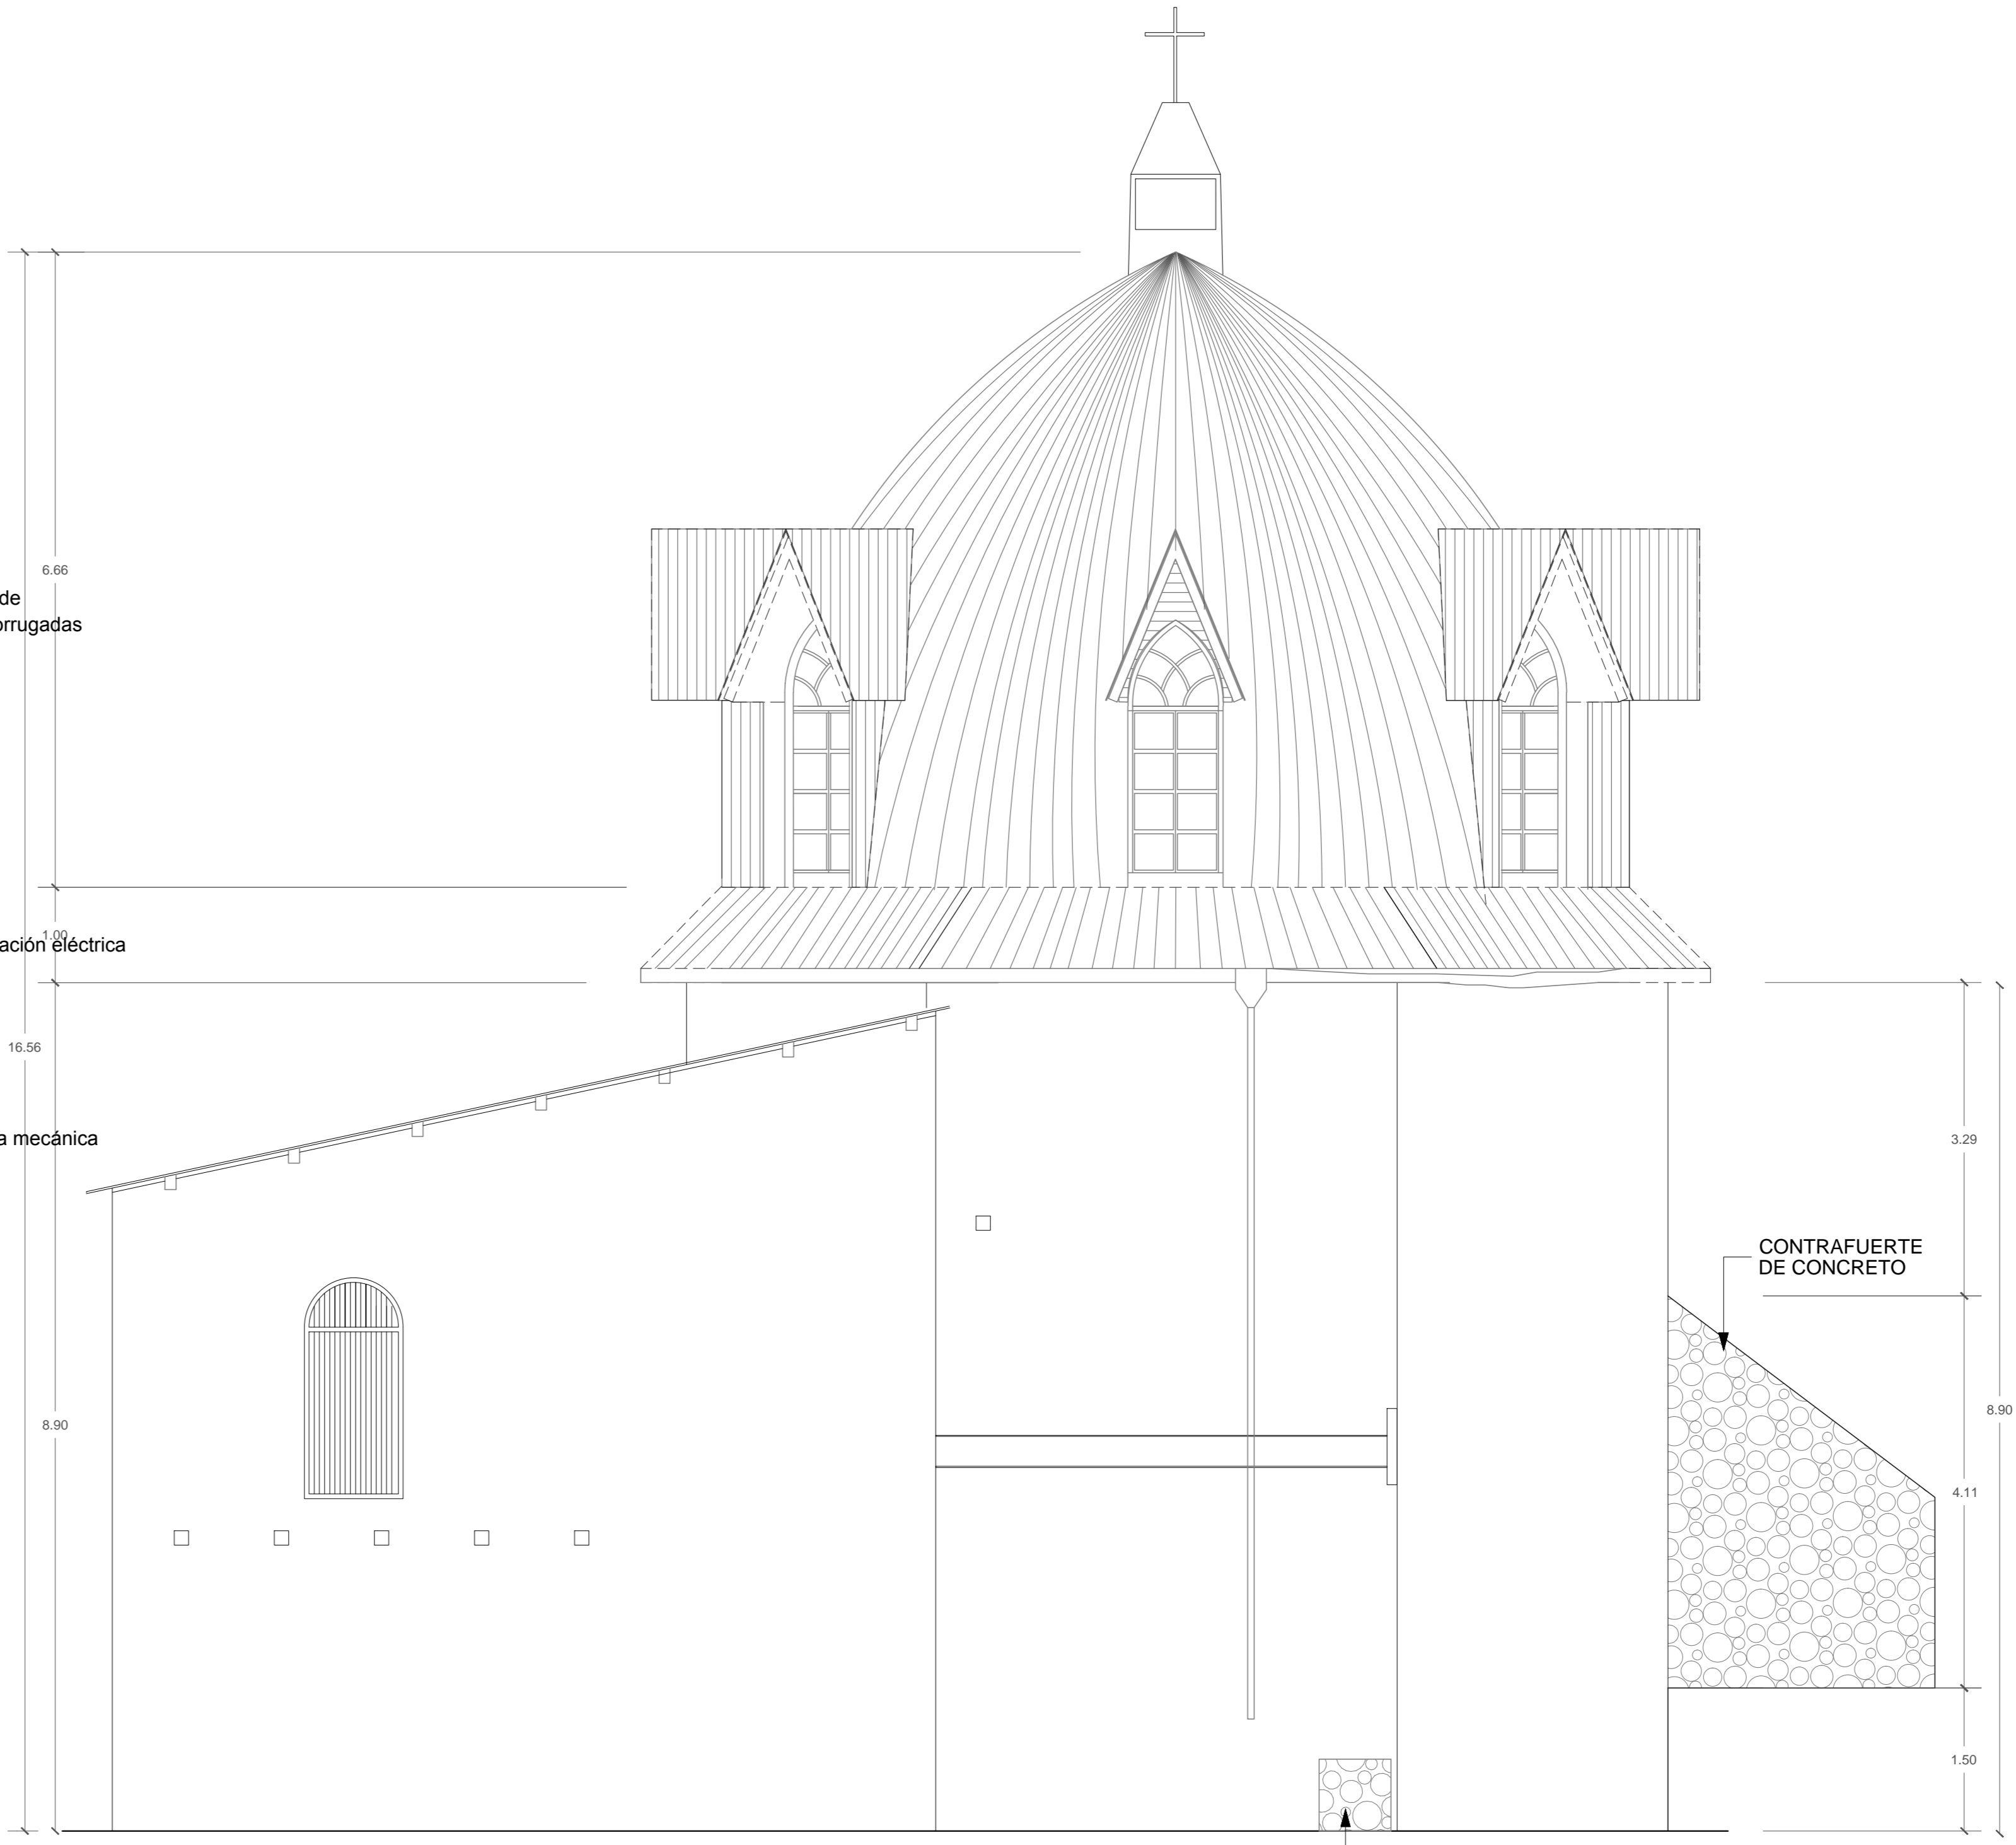 6.66
de
orrugadas
1.00
ación eléctrica
16.56
a mecánica
3.29
CONTRAFUERTE
DE CONCRETO
8.90
8.90
4.11
1.50